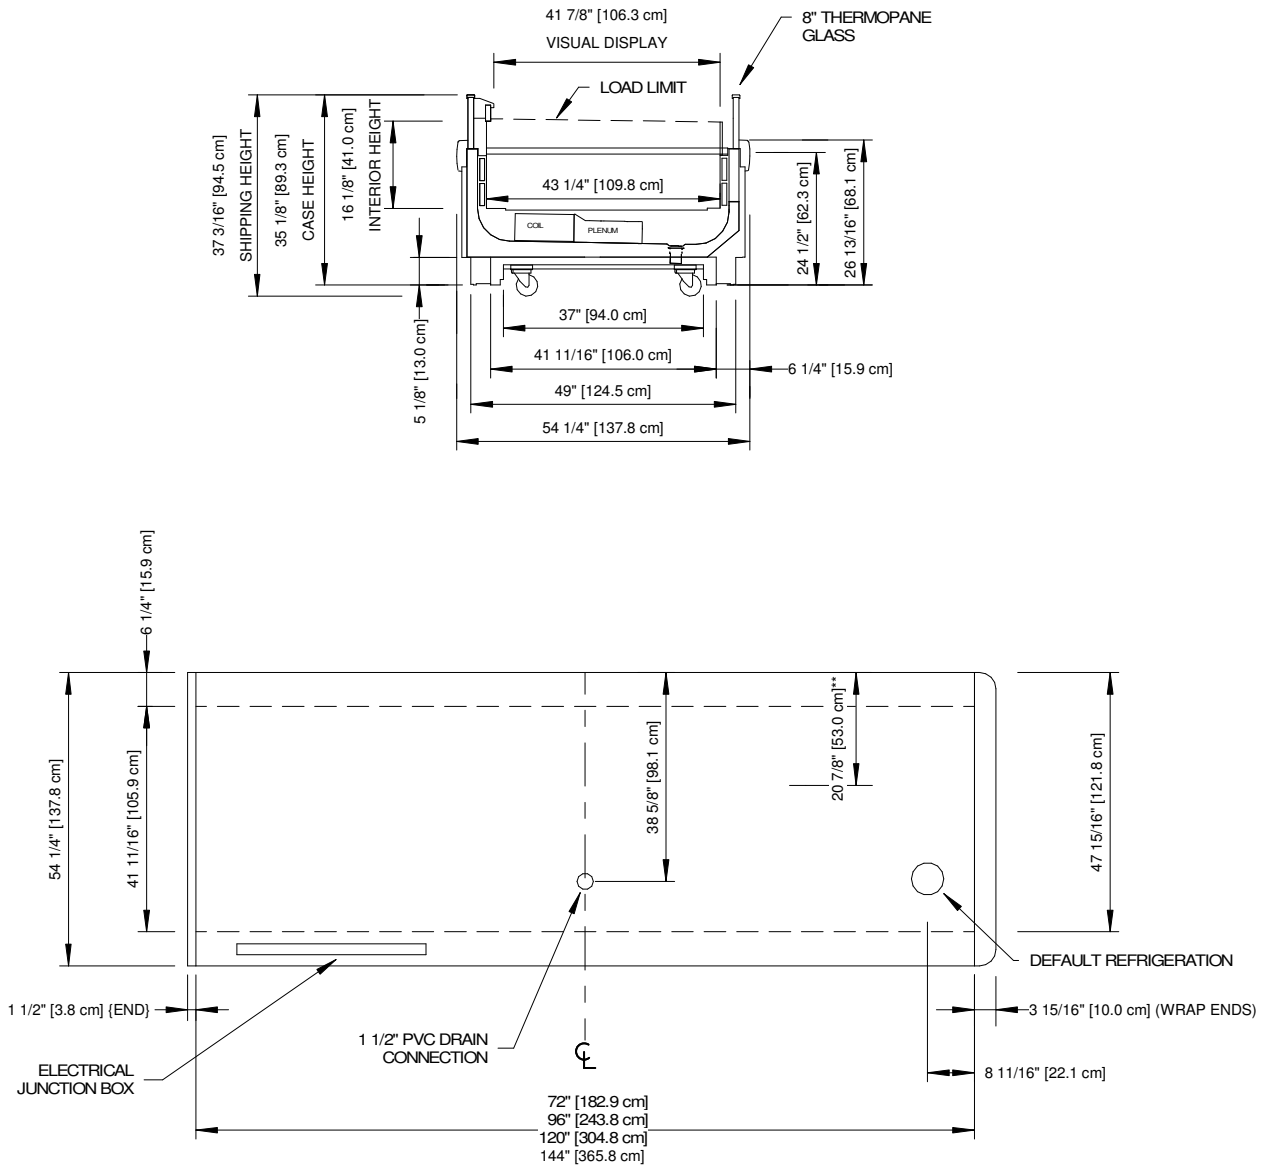 41 7/8" [106.3 cm]
VISUAL DISPLAY
8" THERMOPANE
GLASS
LOAD LIMIT
37 3/16" [94.5 cm]
SHIPPING HEIGHT
35 1/8" [89.3 cm]
CASE HEIGHT
16 1/8" [41.0 cm]
INTERIOR HEIGHT
43 1/4" [109.8 cm]
COIL
PLENUM
24 1/2" [62.3 cm]
26 13/16" [68.1 cm]
5 1/8" [13.0 cm]
37" [94.0 cm]
41 11/16" [106.0 cm]
6 1/4" [15.9 cm]
49" [124.5 cm]
54 1/4" [137.8 cm]
6 1/4" [15.9 cm]
54 1/4" [137.8 cm]
41 11/16" [105.9 cm]
38 5/8" [98.1 cm]
20 7/8" [53.0 cm]**
47 15/16" [121.8 cm]
DEFAULT REFRIGERATION
1 1/2" [3.8 cm] {END}
3 15/16" [10.0 cm] (WRAP ENDS)
1 1/2" PVC DRAIN
CONNECTION
ELECTRICAL
JUNCTION BOX
CL
8 11/16" [22.1 cm]
72" [182.9 cm]
96" [243.8 cm]
120" [304.8 cm]
144" [365.8 cm]